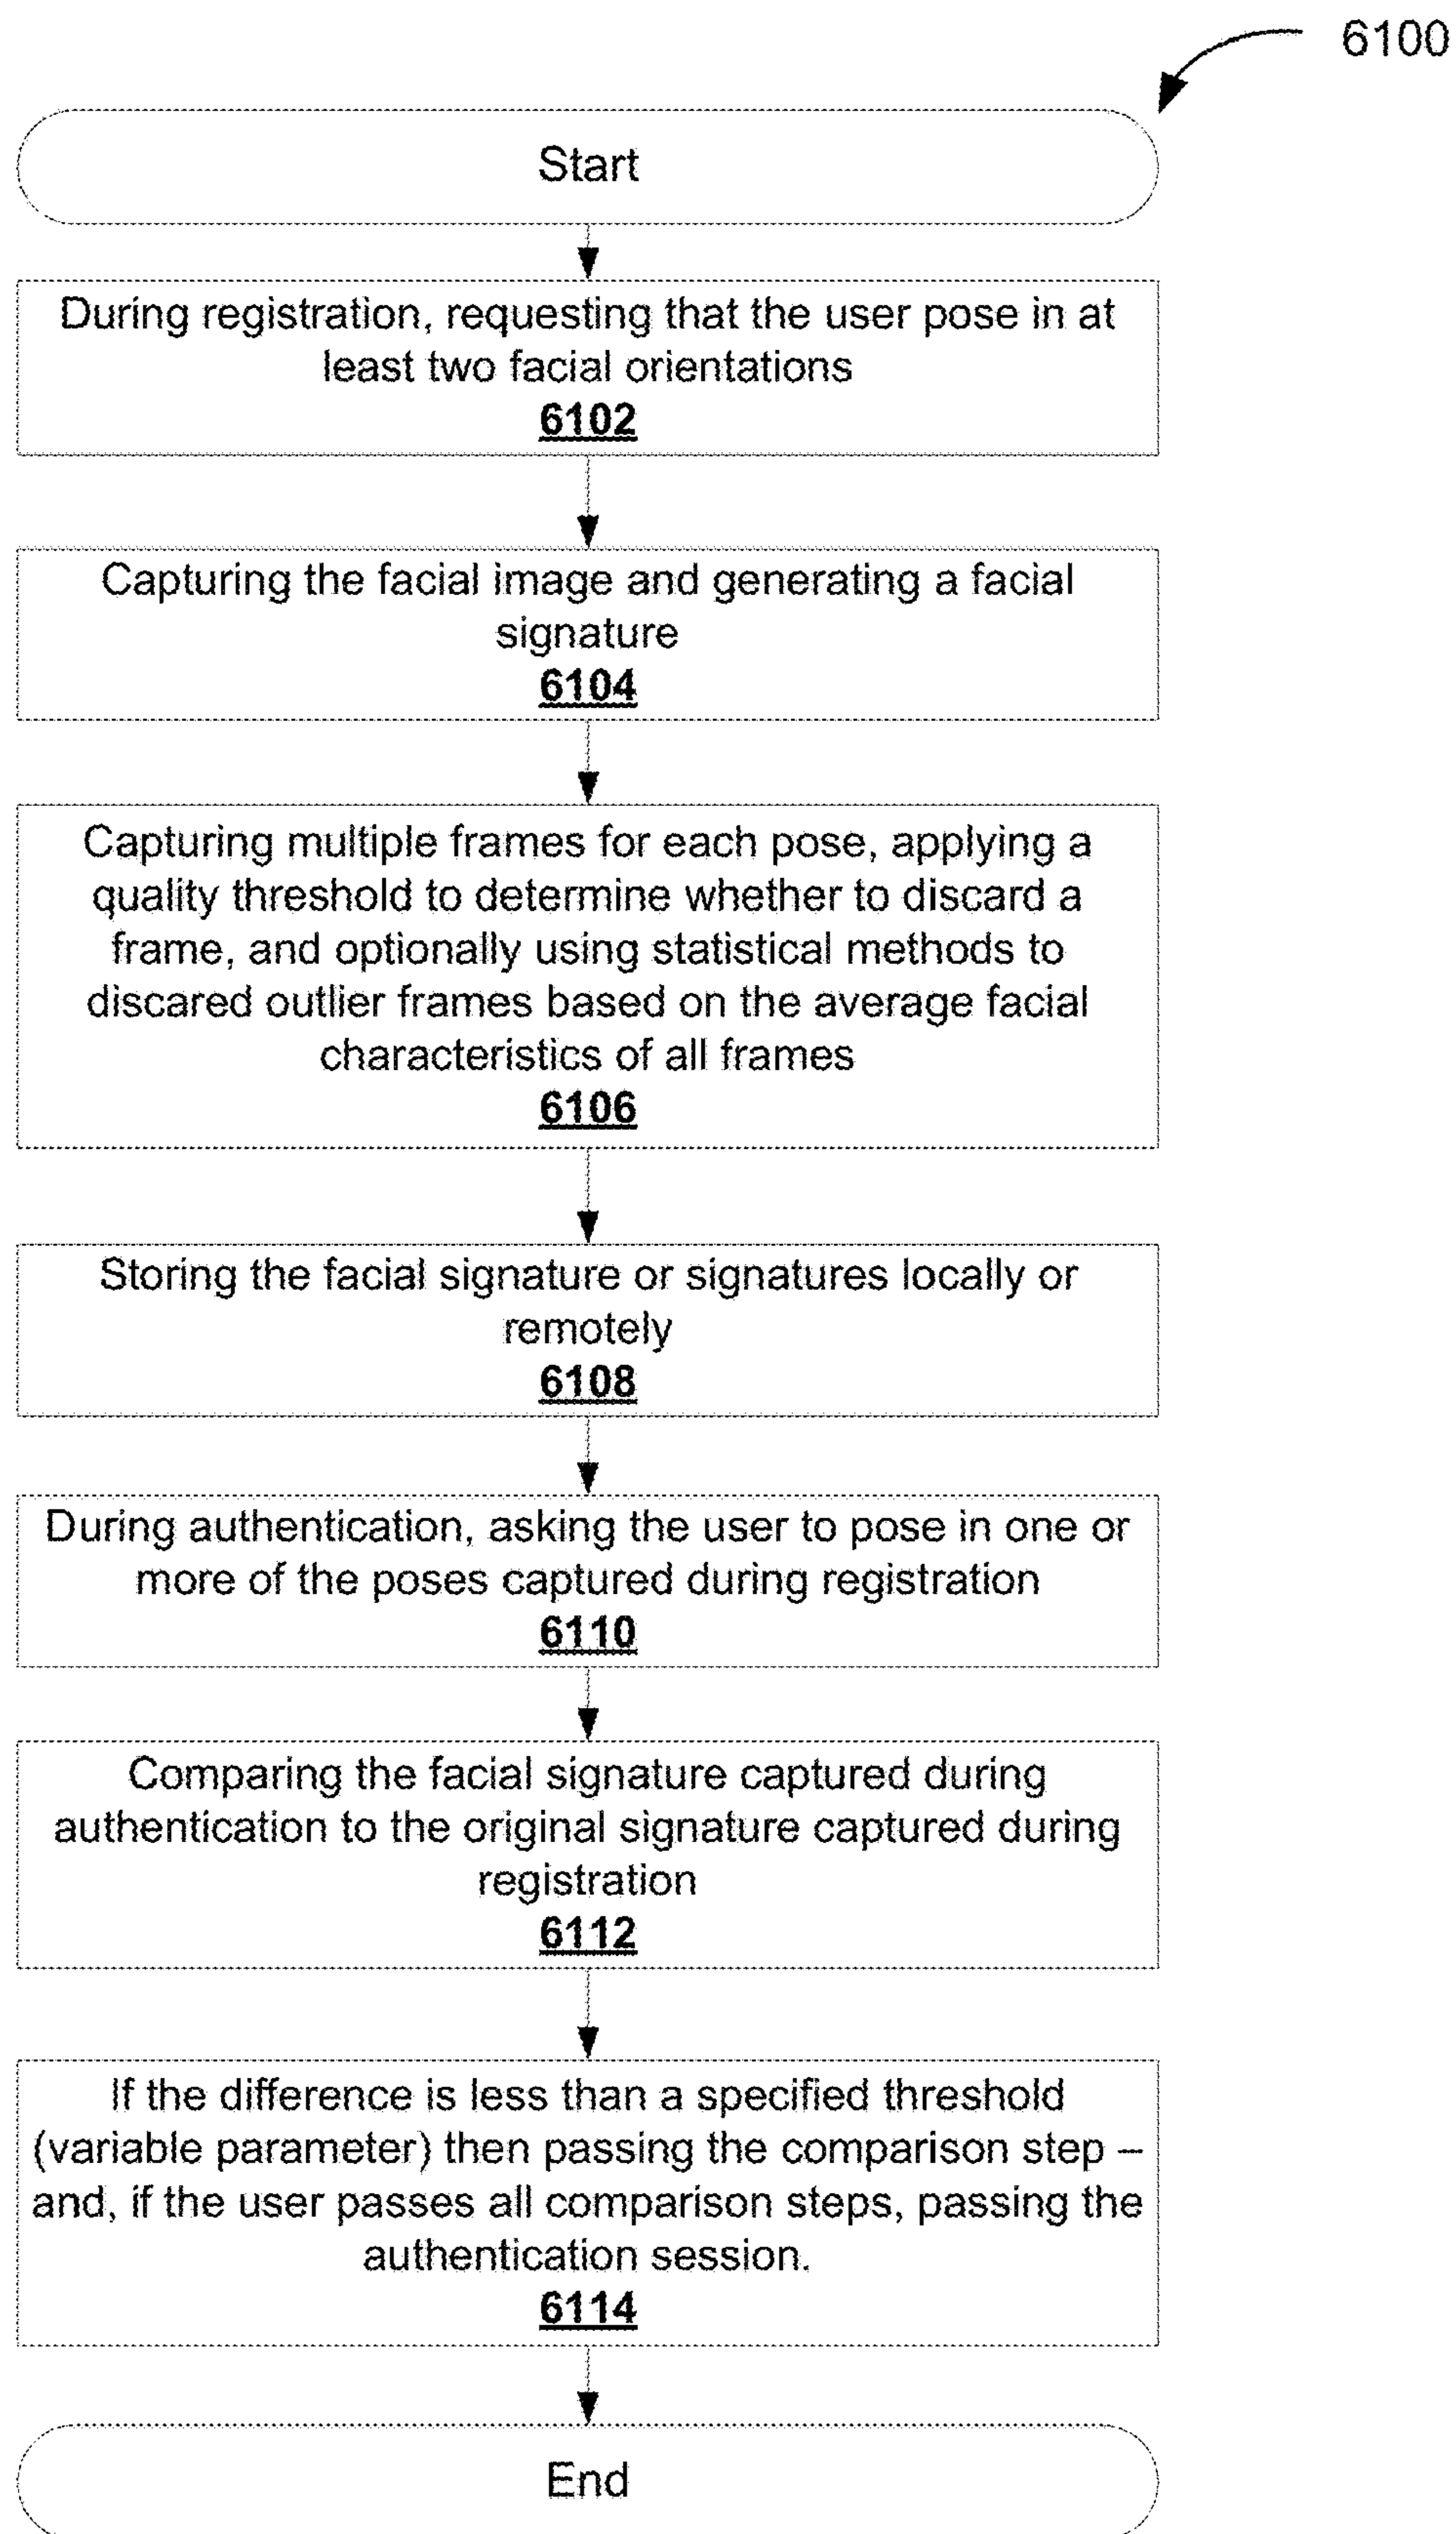 6100
Start
During registration, requesting that the user pose in at
least two facial orientations
6102
Capturing the facial image and generating a facial
signature
6104
Capturing multiple frames for each pose, applying a
quality threshold to determine whether to discard a
frame, and optionally using statistical methods to
discared outlier frames based on the average facial
characteristics of all frames
6106
Storing the facial signature or signatures locally or
remotely
6108
During authentication, asking the user to pose in one or
more of the poses captured during registration
6110
Comparing the facial signature captured during
authentication to the original signature captured during
registration
6112
If the difference is less than a specified threshold
(variable parameter) then passing the comparison step –
and, if the user passes all comparison steps, passing the
authentication session.
6114
End